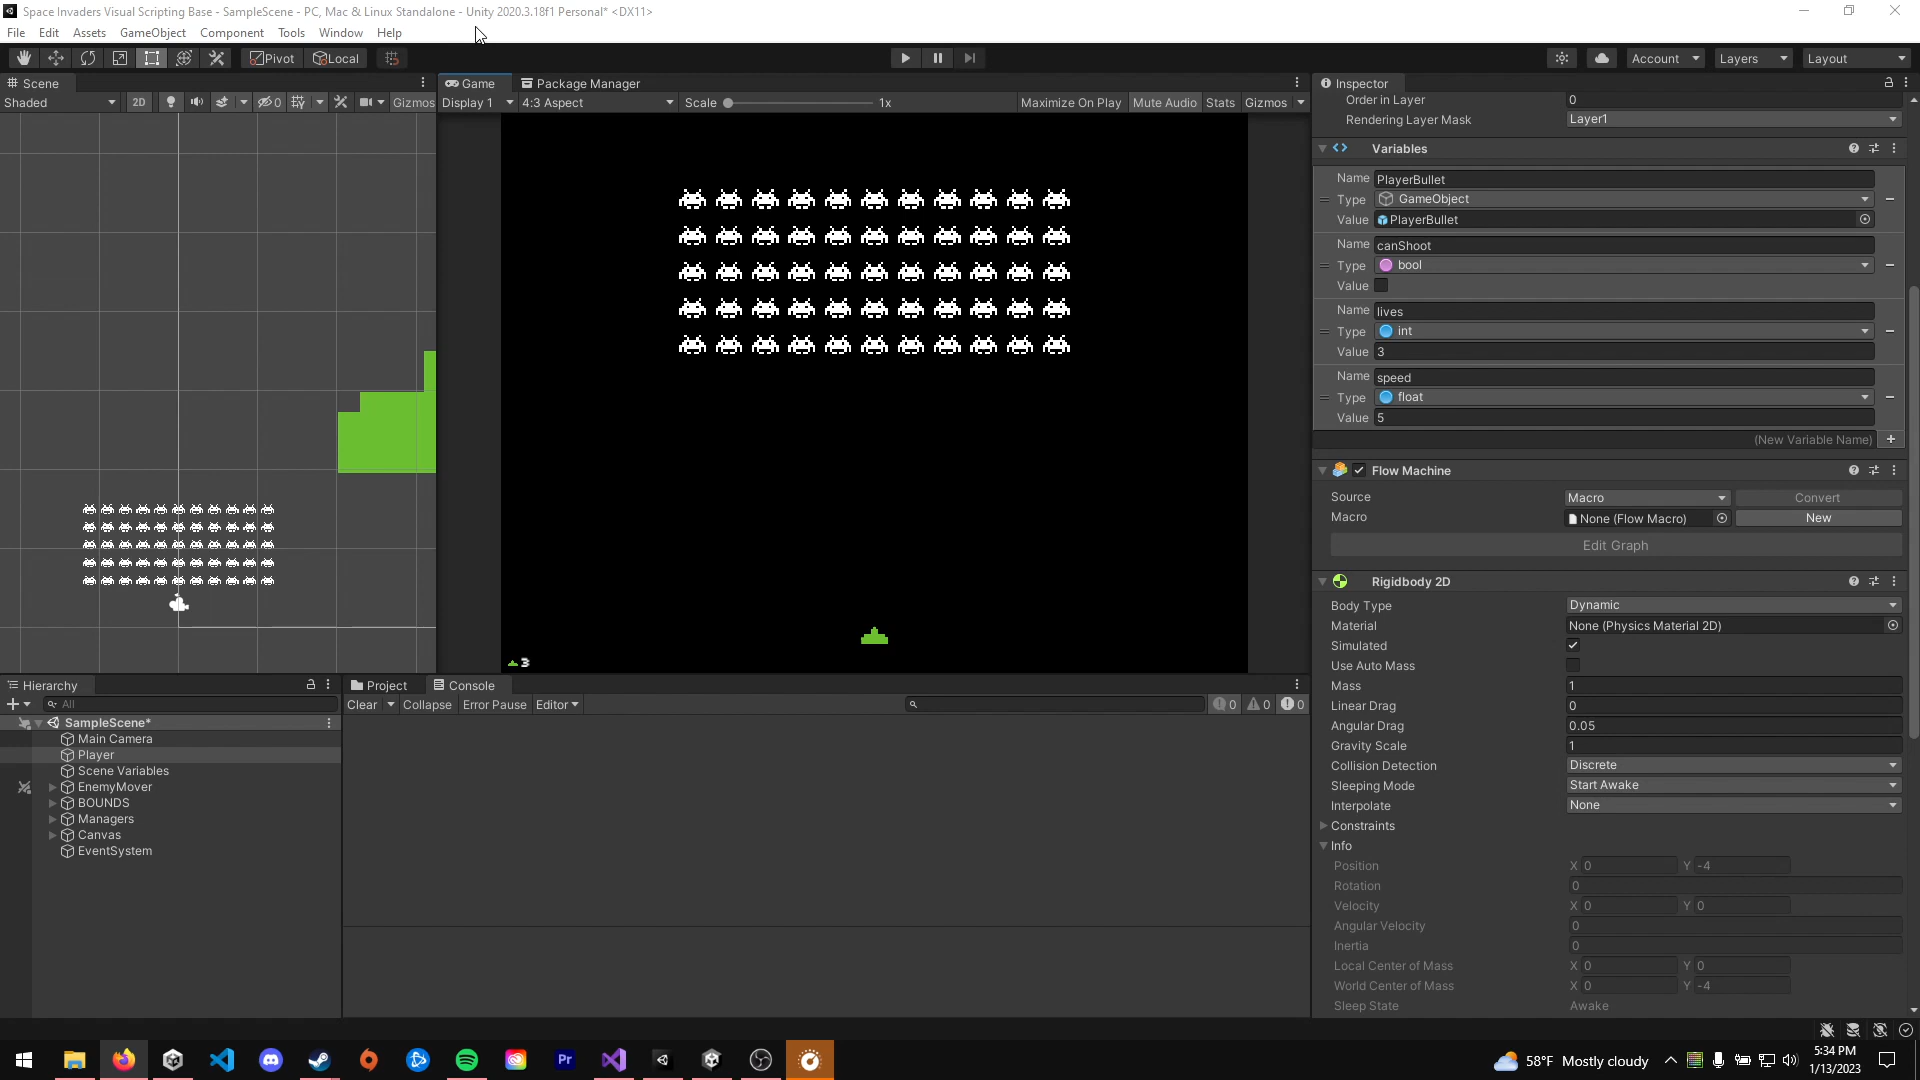 Space Invaders Visual Scripting Base - SampleScene - PC, Mac & Linux Standalone - Unity 2020.3.18f1 Personal* <DX11>
File Edit Assets GameObject Component Tools Window Help
Pivot Local Account Layers Layout
Scene
Shaded 2D 0 Gizmos
Game Package Manager
Display 1 4:3 Aspect Scale 1x Maximize On Play Mute Audio Stats Gizmos
3
Hierarchy
All
SampleScene*
Main Camera
Player
Scene Variables
EnemyMover
BOUNDS
Managers
Canvas
EventSystem
Project Console
Clear Collapse Error Pause Editor 0 0 0
Inspector
Order in Layer 0
Rendering Layer Mask Layer1
Variables
Name PlayerBullet
Type GameObject
Value PlayerBullet
Name canShoot
Type bool
Value
Name lives
Type int
Value 3
Name speed
Type float
Value 5
(New Variable Name)
Flow Machine
Source Macro Convert
Macro None (Flow Macro) New
Edit Graph
Rigidbody 2D
Body Type Dynamic
Material None (Physics Material 2D)
Simulated
Use Auto Mass
Mass 1
Linear Drag 0
Angular Drag 0.05
Gravity Scale 1
Collision Detection Discrete
Sleeping Mode Start Awake
Interpolate None
Constraints
Info
Position X 0 Y -4
Rotation 0
Velocity X 0 Y 0
Angular Velocity 0
Inertia 0
Local Center of Mass X 0 Y 0
World Center of Mass X 0 Y -4
Sleep State Awake
Pr
58°F Mostly cloudy
5:34 PM
1/13/2023